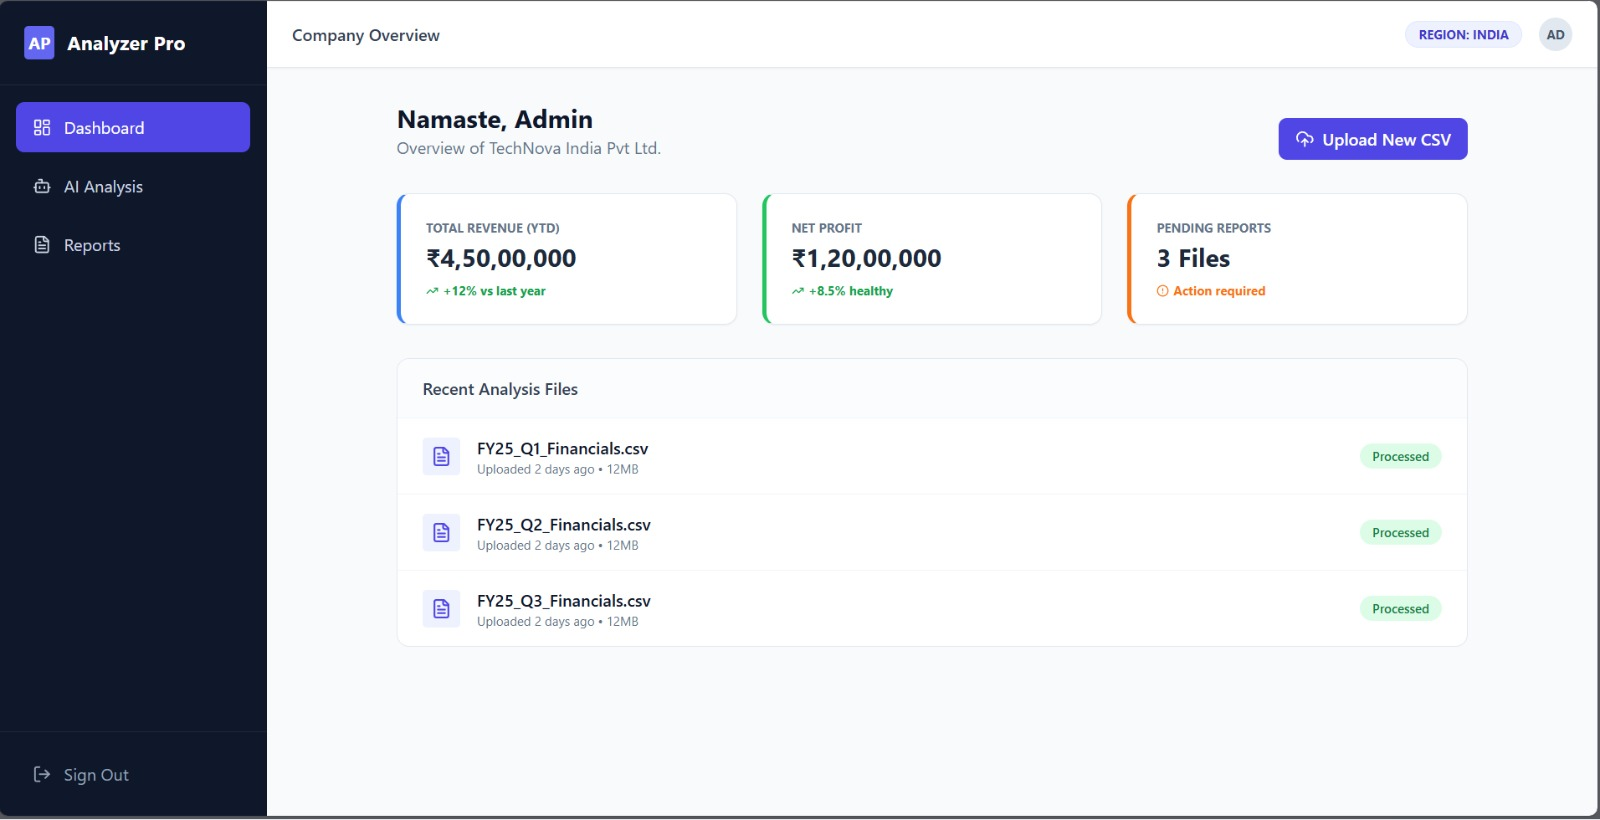 AP Analyzer Pro
Dashboard
AI Analysis
Reports
Sign Out
Company Overview
REGION: INDIA
AD
Namaste, Admin
Overview of TechNova India Pvt Ltd.
Upload New CSV
TOTAL REVENUE (YTD)
₹4,50,00,000
+12% vs last year
NET PROFIT
₹1,20,00,000
+8.5% healthy
PENDING REPORTS
3 Files
Action required
Recent Analysis Files
FY25_Q1_Financials.csv
Uploaded 2 days ago • 12MB
Processed
FY25_Q2_Financials.csv
Uploaded 2 days ago • 12MB
Processed
FY25_Q3_Financials.csv
Uploaded 2 days ago • 12MB
Processed